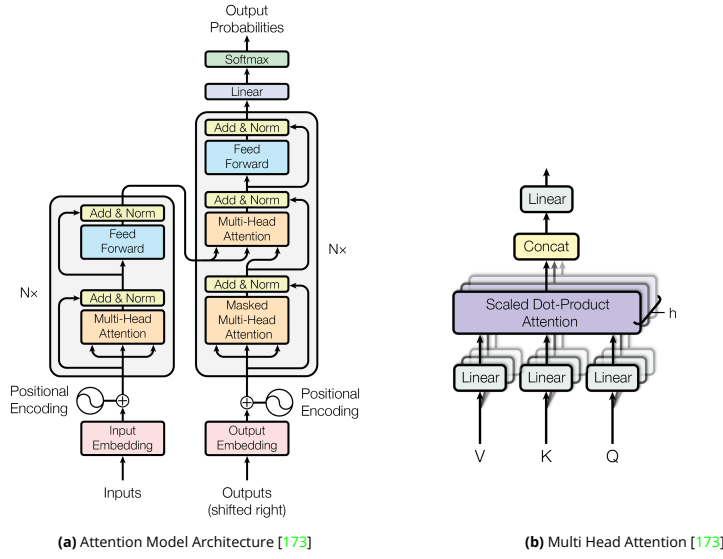 Output
Probabilities
Softmax
Linear
Add & Norm
Feed
Forward
Add & Norm
Multi-Head
Attention
Add & Norm
Masked
Multi-Head
Attention
Nx
Positional
Encoding
Output
Embedding
Outputs
(shifted right)
Add & Norm
Feed
Forward
Add & Norm
Multi-Head
Attention
Nx
Positional
Encoding
Input
Embedding
Inputs
(a) Attention Model Architecture [173]
Linear
Concat
Scaled Dot-Product
Attention
h
Linear
Linear
Linear
V
K
Q
(b) Multi Head Attention [173]